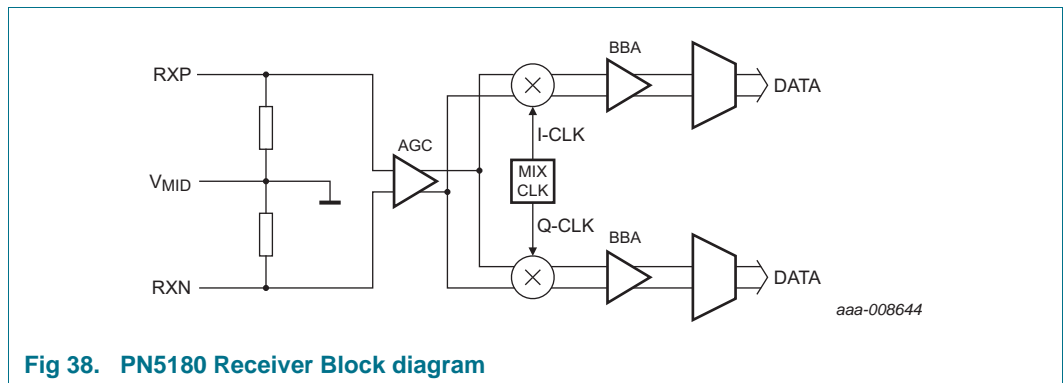 RXP
BBA
DATA
I-CLK
AGC
VMID
MIX
CLK
Q-CLK
BBA
RXN
DATA
aaa-008644
Fig 38. PN5180 Receiver Block diagram